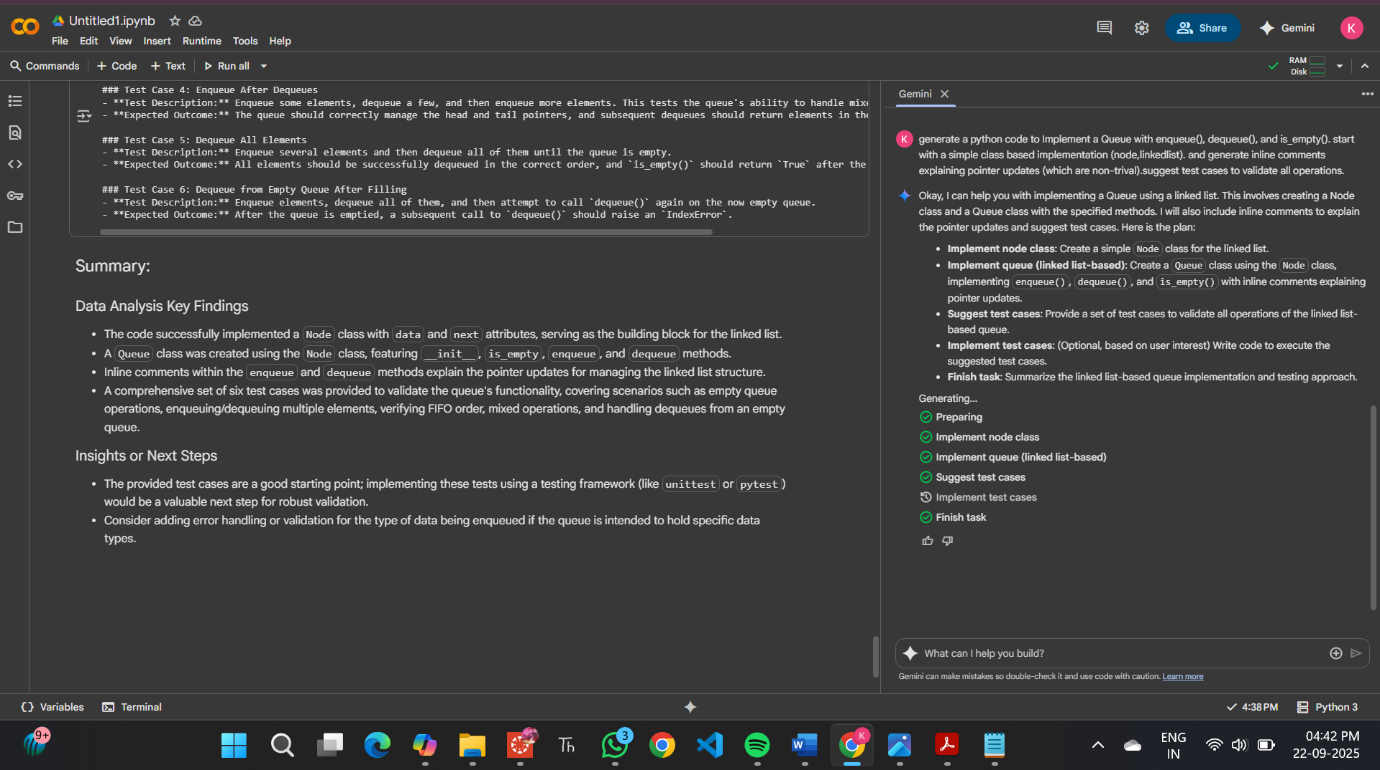 Untitled1.ipynb
File Edit View Insert Runtime Tools Help
Share
Gemini
K
Commands + Code + Text Run all
RAM
Disk
### Test Case 4: Enqueue After Dequeues
- **Test Description:** Enqueue some elements, dequeue a few, and then enqueue more elements. This tests the queue's ability to handle mixe
- **Expected Outcome:** The queue should correctly manage the head and tail pointers, and subsequent dequeues should return elements in the
### Test Case 5: Dequeue All Elements
- **Test Description:** Enqueue several elements and then dequeue all of them until the queue is empty.
- **Expected Outcome:** All elements should be successfully dequeued in the correct order, and `is_empty()` should return `True` after the
### Test Case 6: Dequeue from Empty Queue After Filling
- **Test Description:** Enqueue elements, dequeue all of them, and then attempt to call `dequeue()` again on the now empty queue.
- **Expected Outcome:** After the queue is emptied, a subsequent call to `dequeue()` should raise an `IndexError`.
Summary:
Data Analysis Key Findings
• The code successfully implemented a Node class with data and next attributes, serving as the building block for the linked list.
• A Queue class was created using the Node class, featuring __init__, is_empty, enqueue, and dequeue methods.
• Inline comments within the enqueue and dequeue methods explain the pointer updates for managing the linked list structure.
• A comprehensive set of six test cases was provided to validate the queue's functionality, covering scenarios such as empty queue
operations, enqueuing/dequeuing multiple elements, verifying FIFO order, mixed operations, and handling dequeues from an empty
queue.
Insights or Next Steps
• The provided test cases are a good starting point; implementing these tests using a testing framework (like unittest or pytest)
would be a valuable next step for robust validation.
• Consider adding error handling or validation for the type of data being enqueued if the queue is intended to hold specific data
types.
Gemini
K
generate a python code to Implement a Queue with enqueue(), dequeue(), and is_empty(). start
with a simple class based implementation (node,linkedlist). and generate inline comments
explaining pointer updates (which are non-trival).suggest test cases to validate all operations.
Okay, I can help you with implementing a Queue using a linked list. This involves creating a Node
class and a Queue class with the specified methods. I will also include inline comments to explain
the pointer updates and suggest test cases. Here is the plan:
• Implement node class: Create a simple Node class for the linked list.
• Implement queue (linked list-based): Create a Queue class using the Node class,
implementing enqueue(), dequeue(), and is_empty() with inline comments explaining
pointer updates.
• Suggest test cases: Provide a set of test cases to validate all operations of the linked list-
based queue.
• Implement test cases: (Optional, based on user interest) Write code to execute the
suggested test cases.
• Finish task: Summarize the linked list-based queue implementation and testing approach.
Generating...
Preparing
Implement node class
Implement queue (linked list-based)
Suggest test cases
Implement test cases
Finish task
What can I help you build?
Gemini can make mistakes so double-check it and use code with caution. Learn more
Variables Terminal
4:38 PM Python 3
9+
Th
3
K
ENG
IN
04:42 PM
22-09-2025